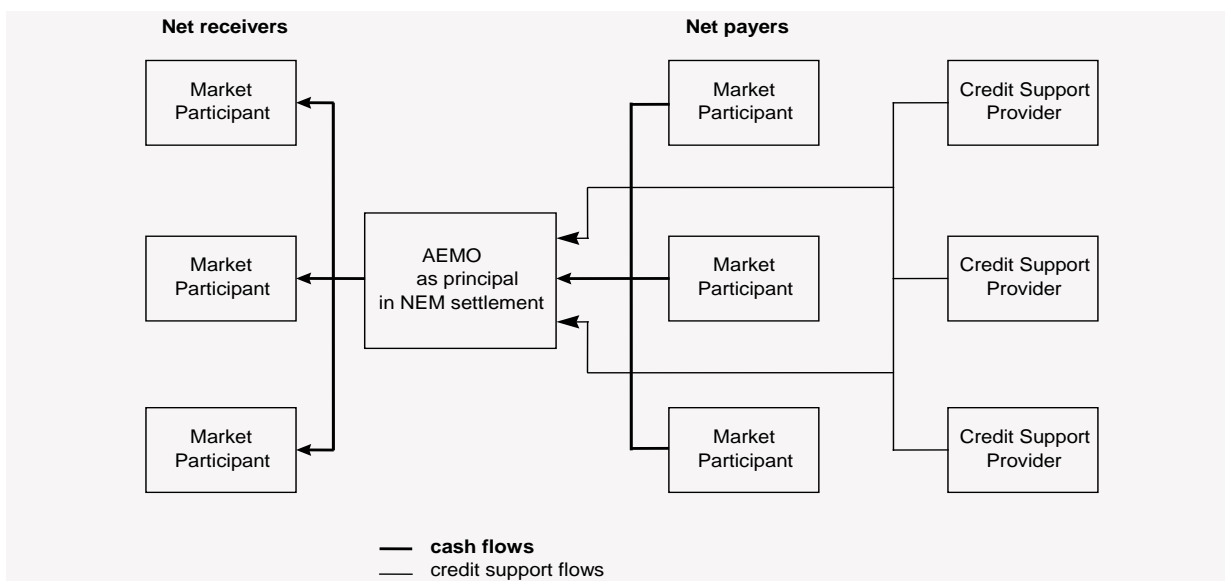 Net receivers
Net payers
Market
Participant
Market
Participant
Credit Support
Provider
Market
Participant
AEMO
as principal
in NEM settlement
Market
Participant
Credit Support
Provider
Market
Participant
Market
Participant
Credit Support
Provider
cash flows
credit support flows